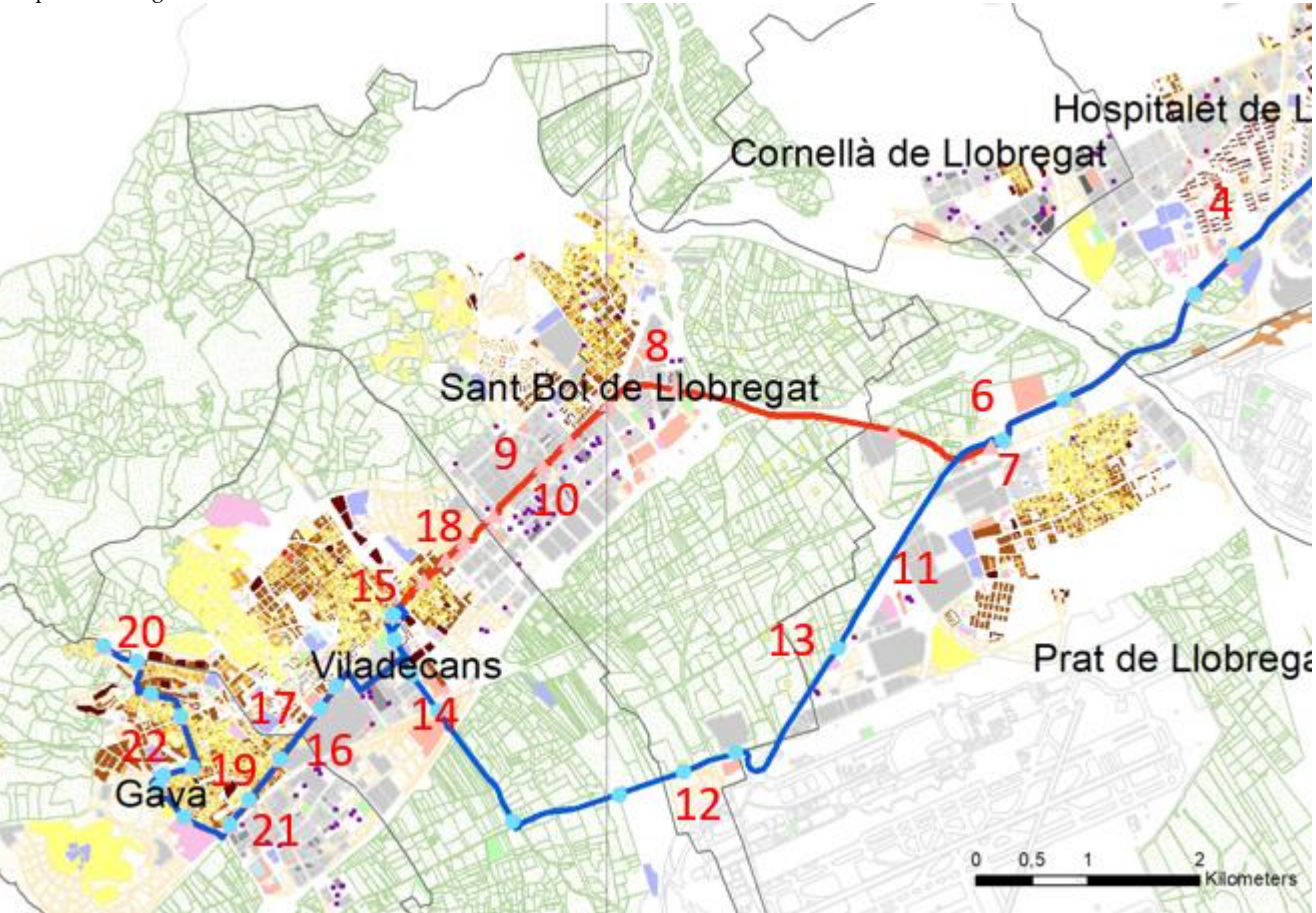 Hospitalet de L
Cornellà de Llobregat
4
8
Sant Boi de Llobregat
6
7
9
10
18
11
15
13
20
Viladecans
Prat de Llobrega
17
14
16
22
19
Gavà
12
21
0 0,5 1 2
Kilometers